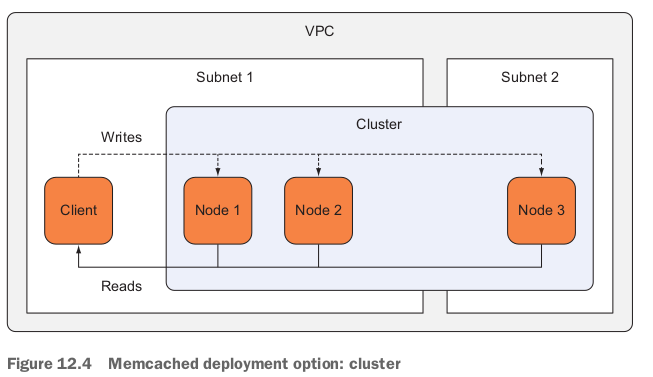 VPC
Subnet 1
Subnet 2
Cluster
Writes
Client
Node 1
Node 2
Node 3
Reads
Figure 12.4 Memcached deployment option: cluster